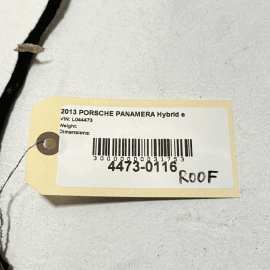 2013 PORSCHE PANAMERA Hybrid e
VIN: L044473
Weight:
Dimensions:
4473-0116
ROOF